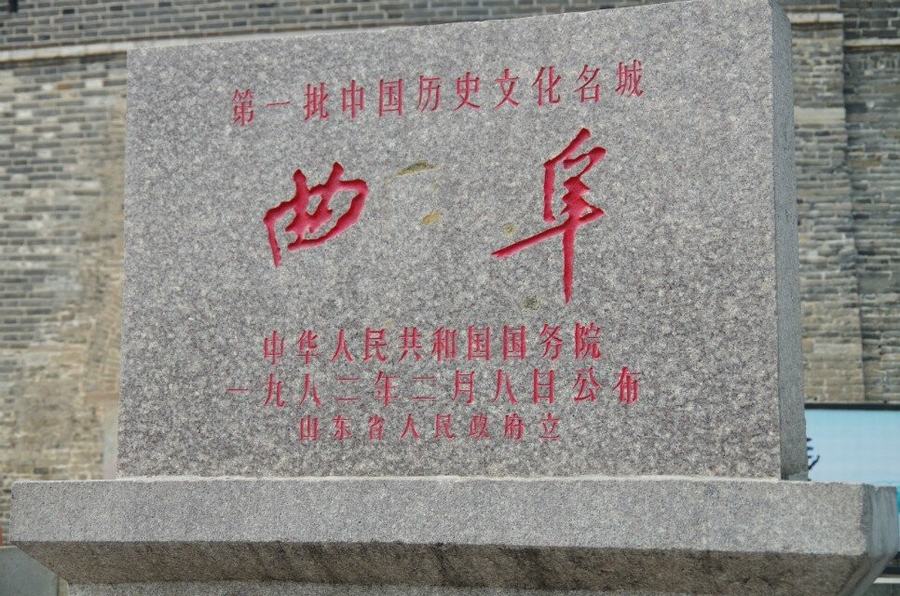 第一批中国历史文化名城
曲阜
中华人民共和国国务院
一九八二年二月八日公布
山东省人民政府立